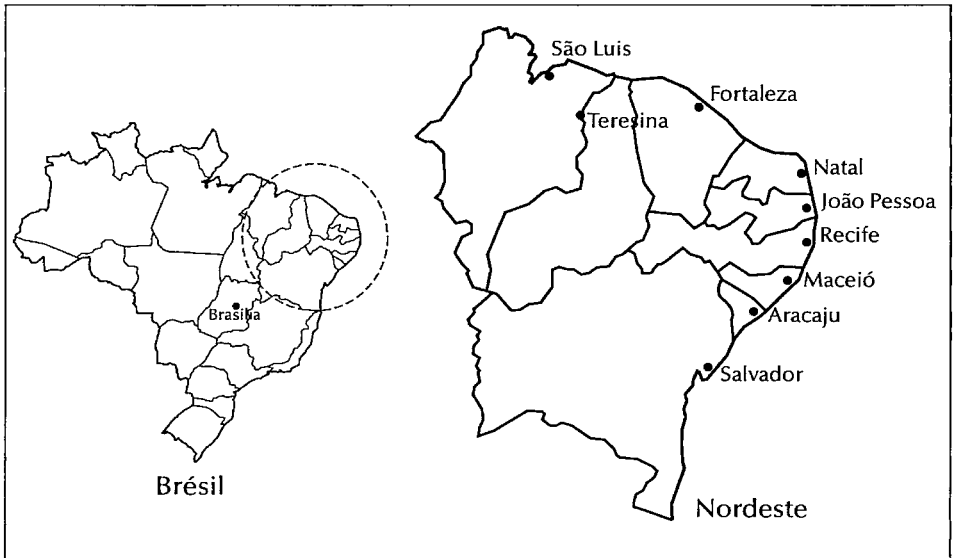 São Luis
Fortaleza
Teresina
Natal
João Pessoa
Recife
Maceió
Brasilia
Aracaju
Salvador
Brésil
Nordeste